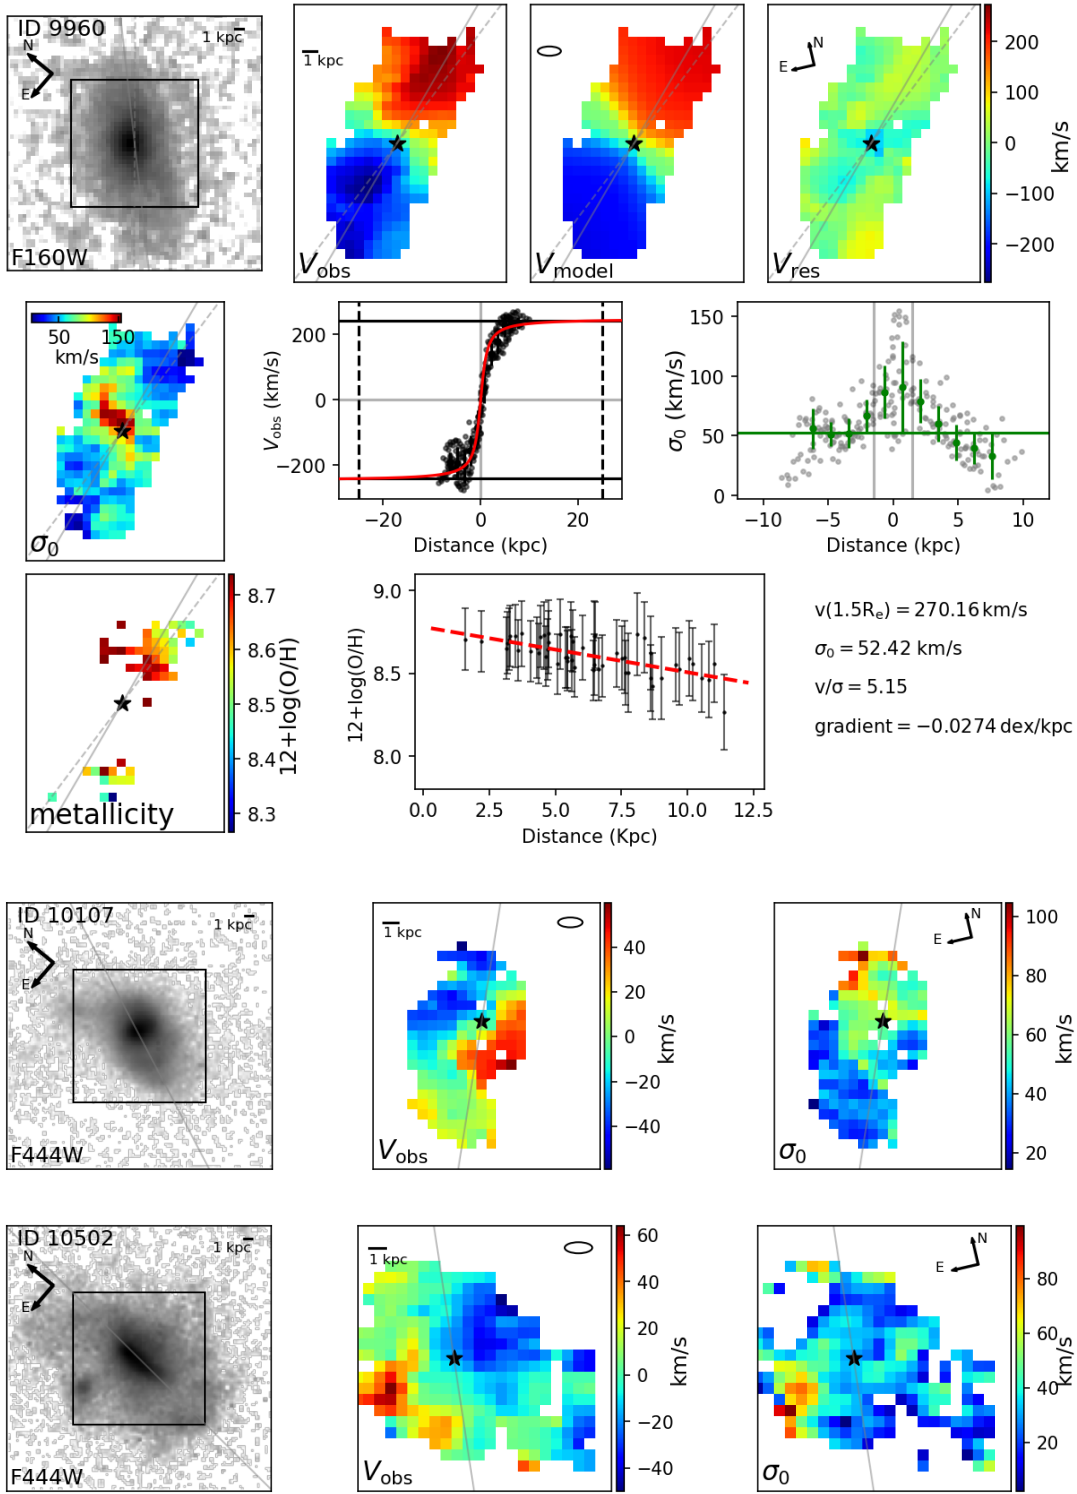 ID 9960
1 kpc
N
E
F160W
1 kpc
V_obs
V_model
N
E
V_res
200
100
0
−100
−200
km/s
50
150
km/s
σ_0
V_obs (km/s)
200
0
−200
−20
0
20
Distance (kpc)
σ_0 (km/s)
150
100
50
0
−10
−5
0
5
10
Distance (kpc)
metallicity
8.7
8.6
8.5
8.4
8.3
12+log(O/H)
12+log(O/H)
9.0
8.5
8.0
0.0
2.5
5.0
7.5
10.0
12.5
Distance (Kpc)
v(1.5R_e) = 270.16 km/s
σ_0 = 52.42 km/s
v/σ = 5.15
gradient = −0.0274 dex/kpc
ID 10107
1 kpc
N
E
F444W
1 kpc
V_obs
40
20
0
−20
−40
km/s
N
E
σ_0
100
80
60
40
20
km/s
ID 10502
1 kpc
N
E
F444W
1 kpc
V_obs
60
40
20
0
−20
−40
km/s
N
E
σ_0
80
60
40
20
km/s